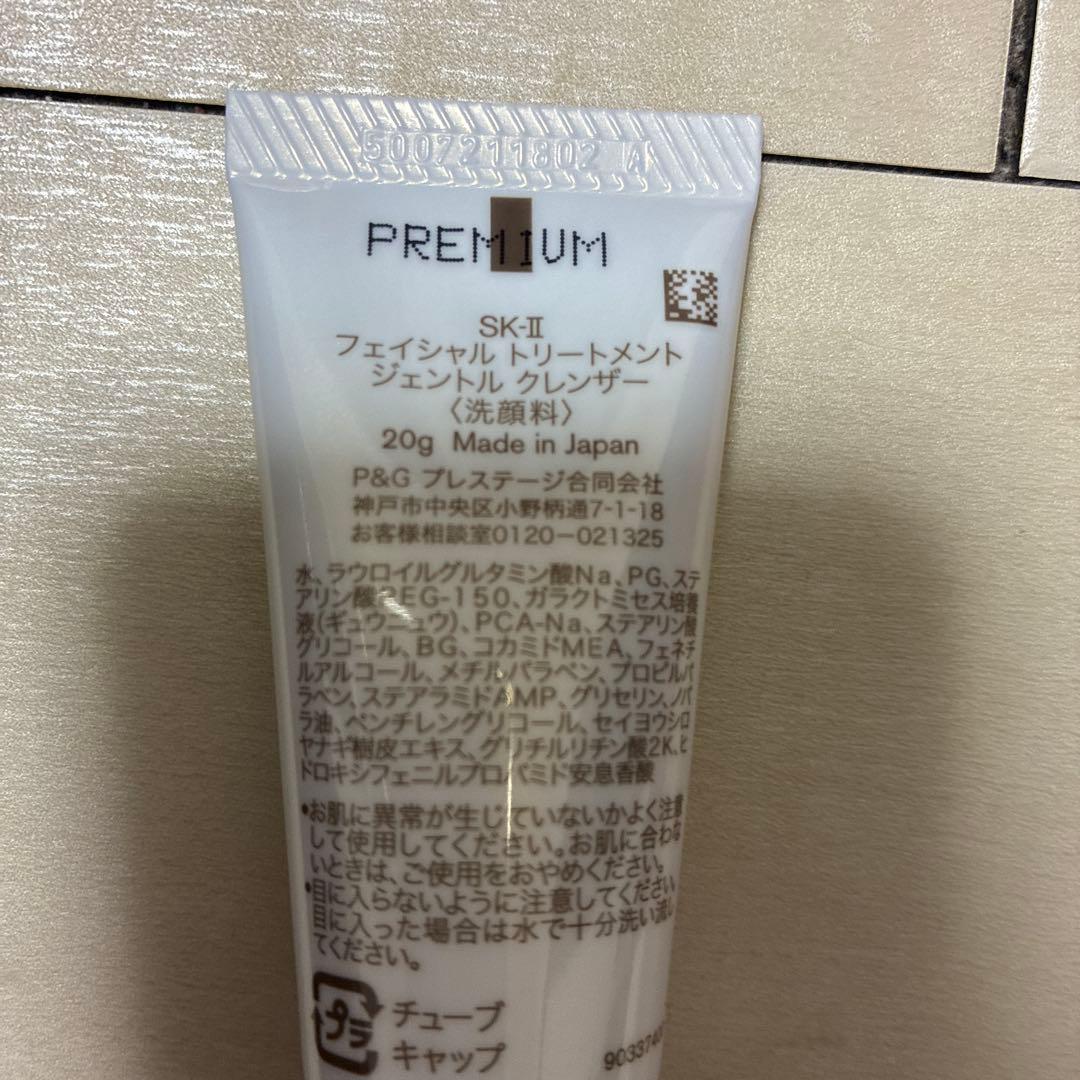 5007211802 A
PREMIUM
SK-Ⅱ
フェイシャル トリートメント
ジェントル クレンザー
〈洗顔料〉
20g Made in Japan
P&G プレステージ合同会社
神戸市中央区小野柄通7-1-18
お客様相談室0120-021325
水、ラウロイルグルタミン酸Na、PG、ステ
アリン酸PEG-150、ガラクトミセス培養
液(ギュウニュウ)、PCA-Na、ステアリン酸
グリコール、BG、コカミドMEA、フェネチ
ルアルコール、メチルパラベン、プロピルパ
ラベン、ステアラミドAMP、グリセリン、ノバ
ラ油、ペンチレングリコール、セイヨウシロ
ヤナギ樹皮エキス、グリチルリチン酸2K、ヒ
ドロキシフェニルプロパミド安息香酸
•お肌に異常が生じていないかよく注意
して使用してください。お肌に合わな
いときは、ご使用をおやめください。
•目に入らないように注意してください。
目に入った場合は水で十分洗い流し
てください。
プラ
チューブ
キャップ